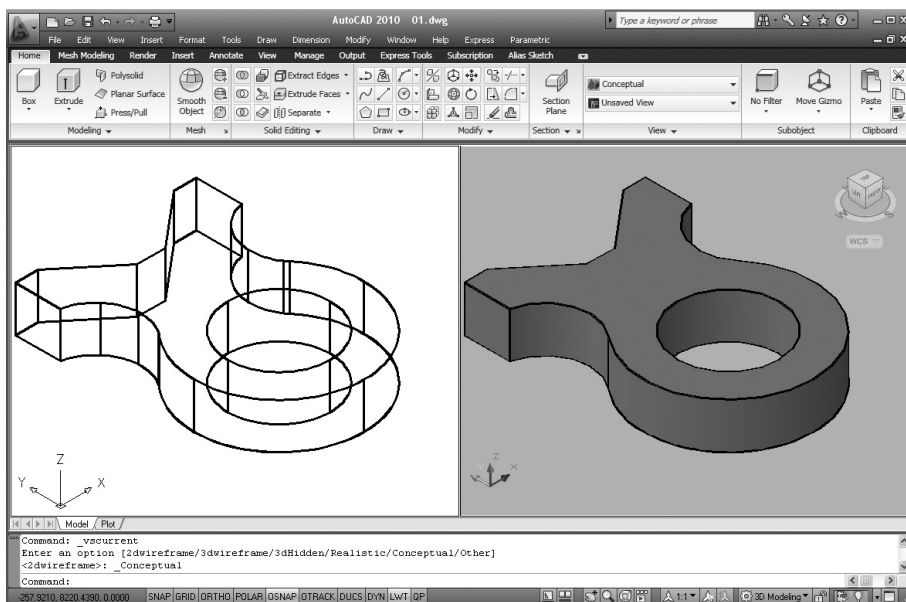 AutoCAD 2010 01.dwg
Type a keyword or phrase
File Edit View Insert Format Tools Draw Dimension Modify Window Help Express Parametric
Home Mesh Modeling Render Insert Annotate View Manage Output Express Tools Subscription Alias Sketch
Polysolid Extract Edges Conceptual
Box Extrude Planar Surface Smooth Object Extrude Faces Section Plane Unsaved View No Filter Move Gizmo Paste
Press/Pull Separate
Modeling Mesh Solid Editing Draw Modify Section View Subobject Clipboard
TOP
LEFT FRONT
WCS
Z
Y X
Z
Y X
Model Plot
Command: _vscurrent
Enter an option [2dwireframe/3dwireframe/3dHidden/Realistic/Conceptual/Other]
<2dwireframe>: _Conceptual
Command:
-257.9210, 8220.4390, 0.0000 SNAP GRID ORTHO POLAR OSNAP OTRACK DUCS DYN LWT QP 1:1 3D Modeling